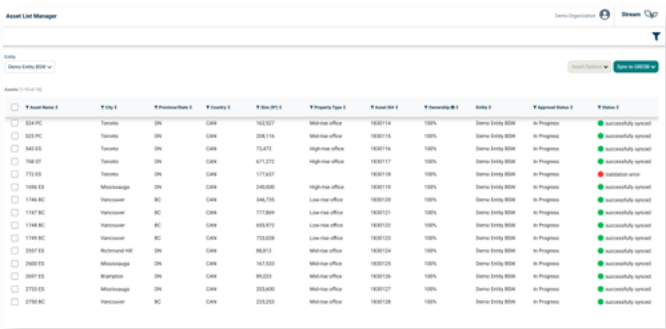 Asset List Manager Demo Organization Stream
Entity
Demo Entity BSW
Asset Options Sync to GRESB
Assets (1-15 of 15)
Asset Name City Province/State Country Size (ft²) Property Type Asset ID# Ownership Entity Approval Status Status
524 PC Toronto ON CAN 162,527 Mid-rise office 1830114 100% Demo Entity BSW In Progress successfully synced
525 PC Toronto ON CAN 208,116 Mid-rise office 1830115 100% Demo Entity BSW In Progress successfully synced
542 ES Toronto ON CAN 73,473 High-rise office 1830116 100% Demo Entity BSW In Progress successfully synced
768 ST Toronto ON CAN 671,272 High-rise office 1830117 100% Demo Entity BSW In Progress successfully synced
772 ES Toronto ON CAN 177,637 1830118 100% Demo Entity BSW In Progress Validation error
1696 ES Mississauga ON CAN 240,000 High-rise office 1830119 100% Demo Entity BSW In Progress successfully synced
1746 BC Vancouver BC CAN 346,735 Low-rise office 1830120 100% Demo Entity BSW In Progress successfully synced
1747 BC Vancouver BC CAN 777,869 Low-rise office 1830121 100% Demo Entity BSW In Progress successfully synced
1748 BC Vancouver BC CAN Low-rise office 1830122 100% Demo Entity BSW In Progress successfully synced
1749 BC Vancouver BC CAN Low-rise office 1830123 100% Demo Entity BSW In Progress successfully synced
2557 ES Richmond Hill ON CAN Mid-rise office 1830124 100% Demo Entity BSW In Progress successfully synced
2600 ES Mississauga ON CAN 167,533 Mid-rise office 1830125 100% Demo Entity BSW In Progress successfully synced
2697 ES Brampton ON CAN 89,223 Mid-rise office 1830126 100% Demo Entity BSW In Progress successfully synced
2733 ES Mississauga ON CAN 203,600 Mid-rise office 1830127 100% Demo Entity BSW In Progress successfully synced
2750 BC Vancouver BC CAN 235,253 Mid-rise office 1830128 100% Demo Entity BSW In Progress successfully synced